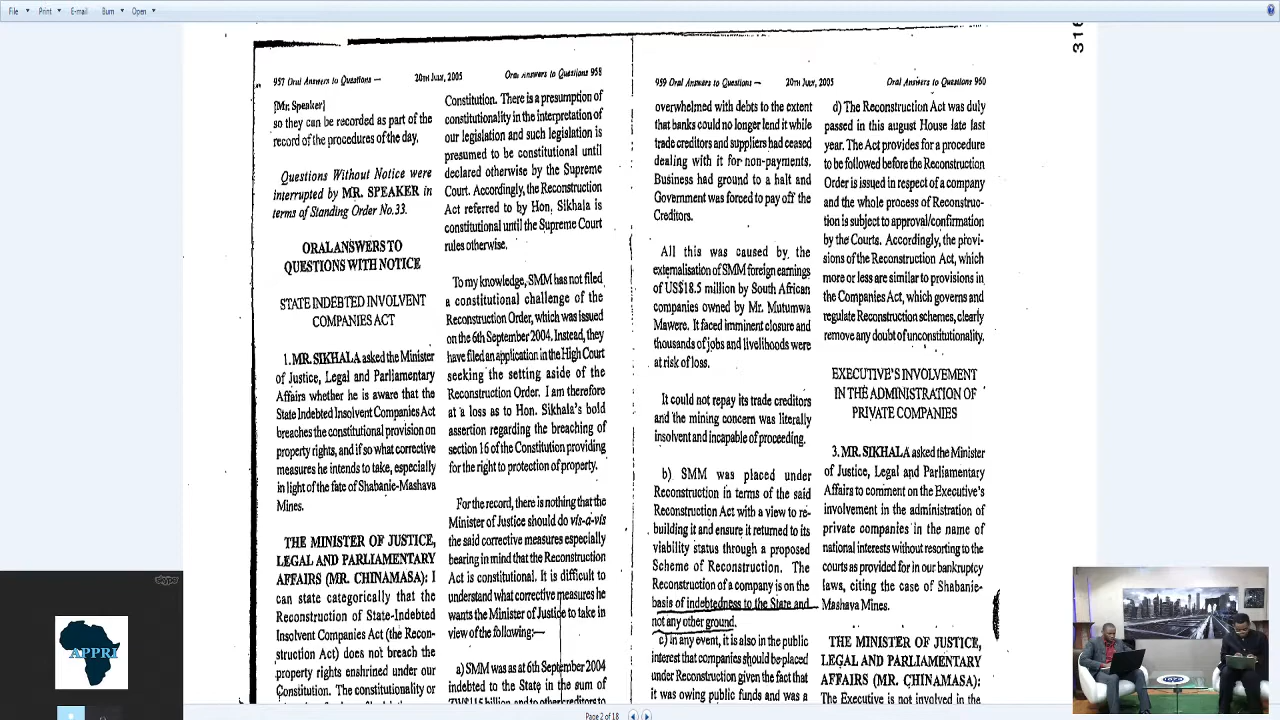 File Print E-mail Burn Open
957 Oral Answers to Questions —
20TH JULY, 2005
Oral Answers to Questions 958
[Mr. Speaker]
so they can be recorded as part of the
record of the procedures of the day.
Questions Without Notice were
interrupted by MR. SPEAKER in
terms of Standing Order No.33.
ORAL ANSWERS TO
QUESTIONS WITH NOTICE
STATE INDEBTED INVOLVENT
COMPANIES ACT
1. MR. SIKHALA asked the Minister
of Justice, Legal and Parliamentary
Affairs whether he is aware that the
State Indebted Insolvent Companies Act
breaches the constitutional provision on
property rights, and if so what corrective
measures he intends to take, especially
in light of the fate of Shabanie-Mashava
Mines.
THE MINISTER OF JUSTICE,
LEGAL AND PARLIAMENTARY
AFFAIRS (MR. CHINAMASA): I
can state categorically that the
Reconstruction of State-Indebted
Insolvent Companies Act (the Recon-
struction Act) does not breach the
property rights enshrined under our
Constitution. The constitutionality or
Constitution. There is a presumption of
constitutionality in the interpretation of
our legislation and such legislation is
presumed to be constitutional until
declared otherwise by the Supreme
Court. Accordingly, the Reconstruction
Act referred to by Hon. Sikhala is
constitutional until the Supreme Court
rules otherwise.
To my knowledge, SMM has not filed
a constitutional challenge of the
Reconstruction Order, which was issued
on the 6th September 2004. Instead, they
have filed an application in the High Court
seeking the setting aside of the
Reconstruction Order. I am therefore
at a loss as to Hon. Sikhala's bold
assertion regarding the breaching of
section 16 of the Constitution providing
for the right to protection of property.
For the record, there is nothing that the
Minister of Justice should do vis-a-vis
the said corrective measures especially
bearing in mind that the Reconstruction
Act is constitutional. It is difficult to
understand what corrective measures he
wants the Minister of Justice to take in
view of the following:—
a) SMM was as at 6th September 2004
indebted to the State in the sum of
ZW$115 billion and to other creditors to
959 Oral Answers to Questions —
20TH JULY, 2005
Oral Answers to Questions 960
overwhelmed with debts to the extent
that banks could no longer lend it while
trade creditors and suppliers had ceased
dealing with it for non-payments.
Business had ground to a halt and
Government was forced to pay off the
Creditors.
All this was caused by the
externalisation of SMM foreign earnings
of US$18.5 million by South African
companies owned by Mr. Mutumwa
Mawere. It faced imminent closure and
thousands of jobs and livelihoods were
at risk of loss.
It could not repay its trade creditors
and the mining concern was literally
insolvent and incapable of proceeding.
b) SMM was placed under
Reconstruction in terms of the said
Reconstruction Act with a view to re-
building it and ensure it returned to its
viability status through a proposed
Scheme of Reconstruction. The
Reconstruction of a company is on the
basis of indebtedness to the State and
not any other ground.
c) in any event, it is also in the public
interest that companies should be placed
under Reconstruction given the fact that
it was owing public funds and was a
d) The Reconstruction Act was duly
passed in this august House late last
year. The Act provides for a procedure
to be followed before the Reconstruction
Order is issued in respect of a company
and the whole process of Reconstruc-
tion is subject to approval/confirmation
by the Courts. Accordingly, the provi-
sions of the Reconstruction Act, which
more or less are similar to provisions in
the Companies Act, which governs and
regulate Reconstruction schemes, clearly
remove any doubt of unconstitutionality.
EXECUTIVE'S INVOLVEMENT
IN THE ADMINISTRATION OF
PRIVATE COMPANIES
3. MR. SIKHALA asked the Minister
of Justice, Legal and Parliamentary
Affairs to comment on the Executive's
involvement in the administration of
private companies in the name of
national interests without resorting to the
courts as provided for in our bankruptcy
laws, citing the case of Shabanie-
Mashava Mines.
THE MINISTER OF JUSTICE,
LEGAL AND PARLIAMENTARY
AFFAIRS (MR. CHINAMASA):
The Executive is not involved in the
skype
APPRI
Page 2 of 18